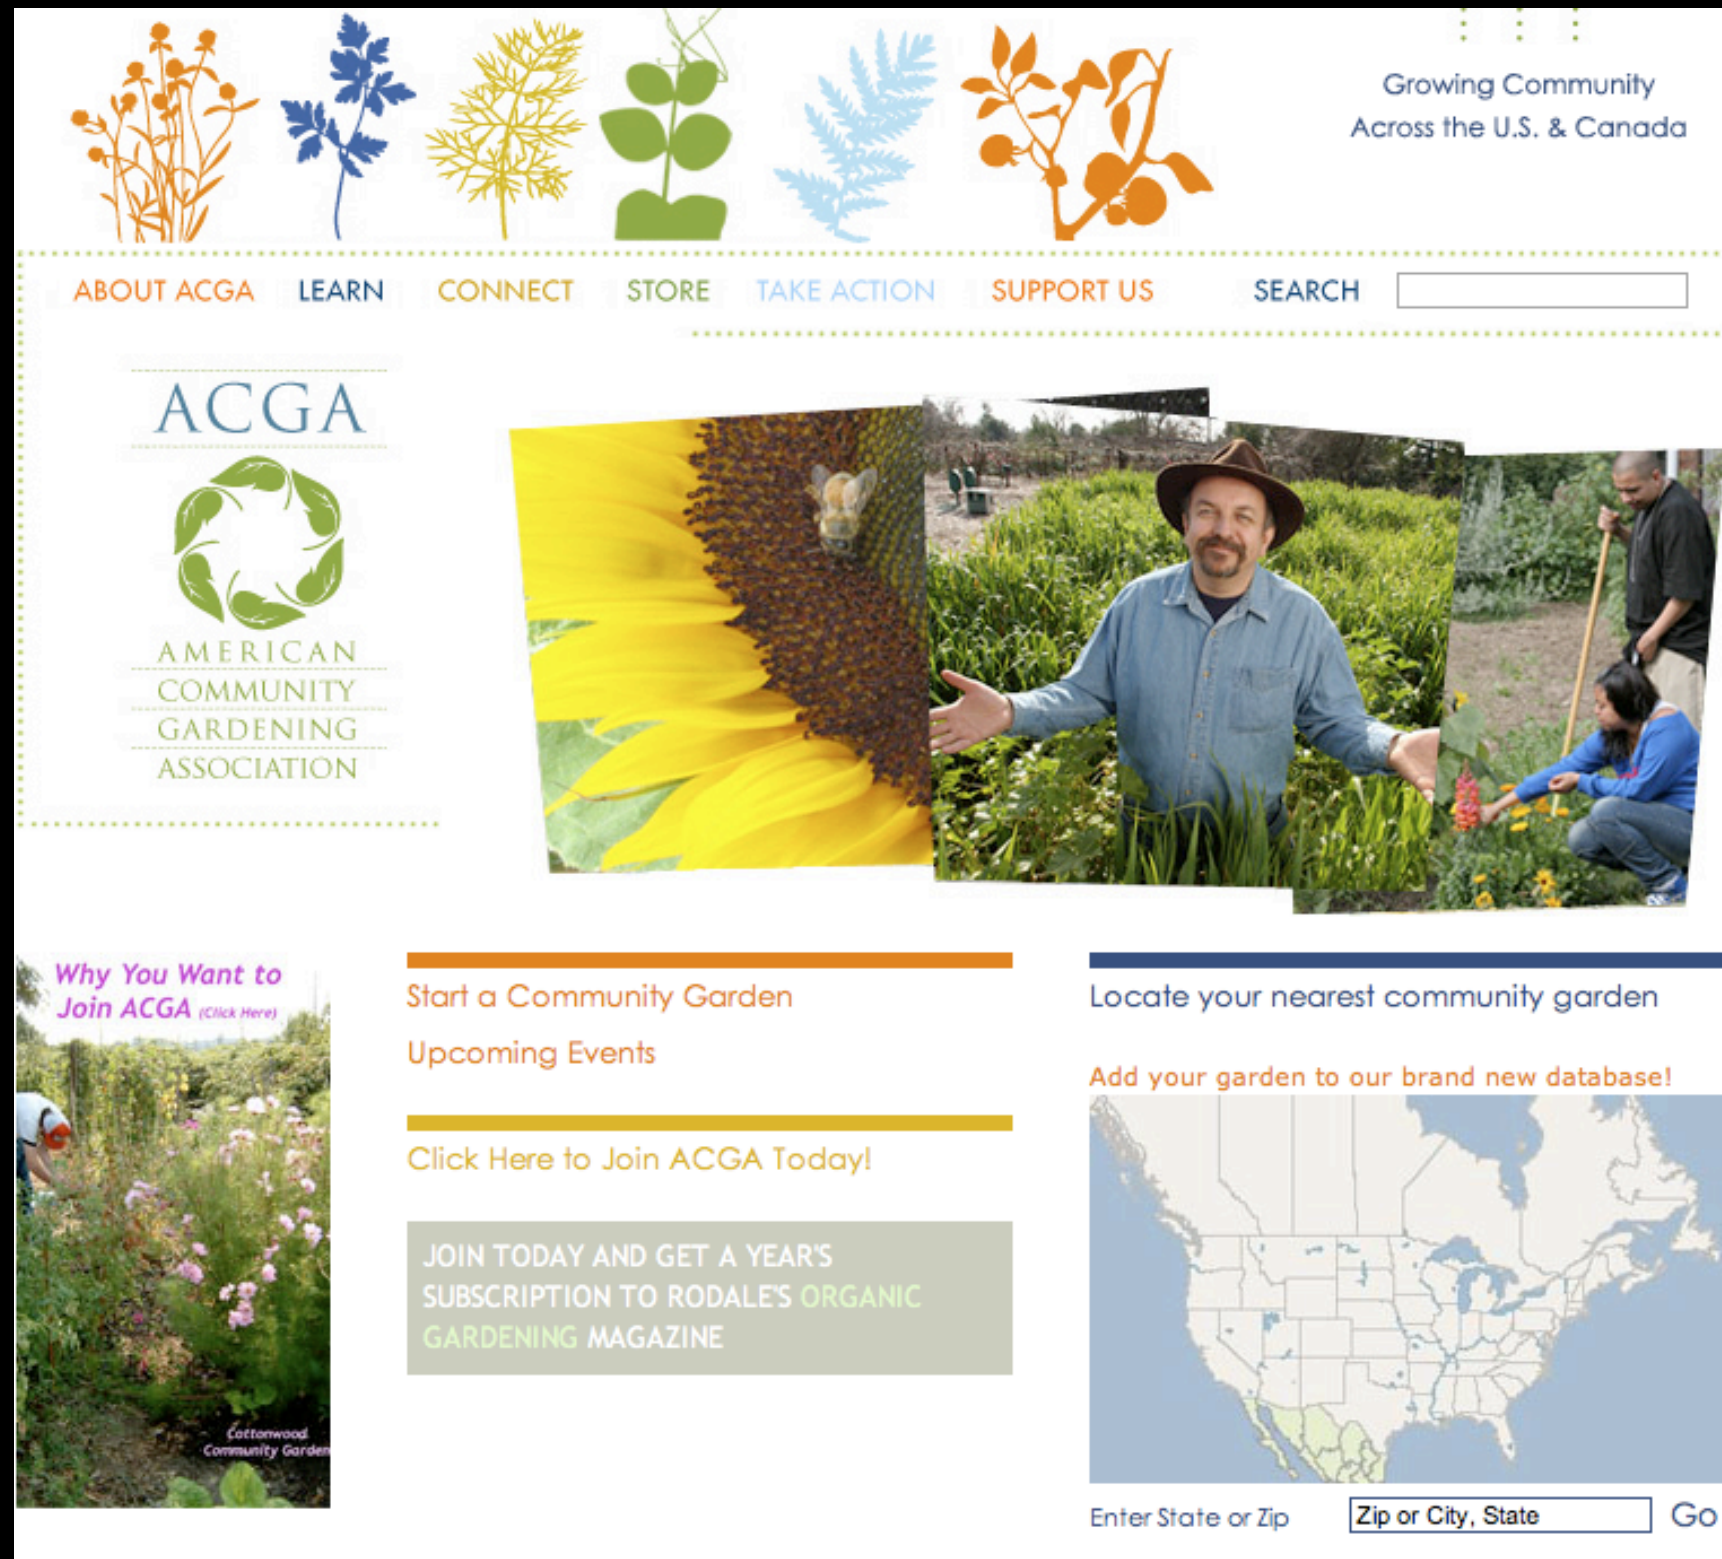 Growing Community
Across the U.S. & Canada
ABOUT ACGA LEARN CONNECT STORE TAKE ACTION SUPPORT US SEARCH
ACGA
AMERICAN
COMMUNITY
GARDENING
ASSOCIATION
Why You Want to
Join ACGA (Click Here)
Cottonwood
Community Garden
Start a Community Garden
Upcoming Events
Click Here to Join ACGA Today!
JOIN TODAY AND GET A YEAR'S
SUBSCRIPTION TO RODALE'S ORGANIC
GARDENING MAGAZINE
Locate your nearest community garden
Add your garden to our brand new database!
Enter State or Zip
Zip or City, State
Go